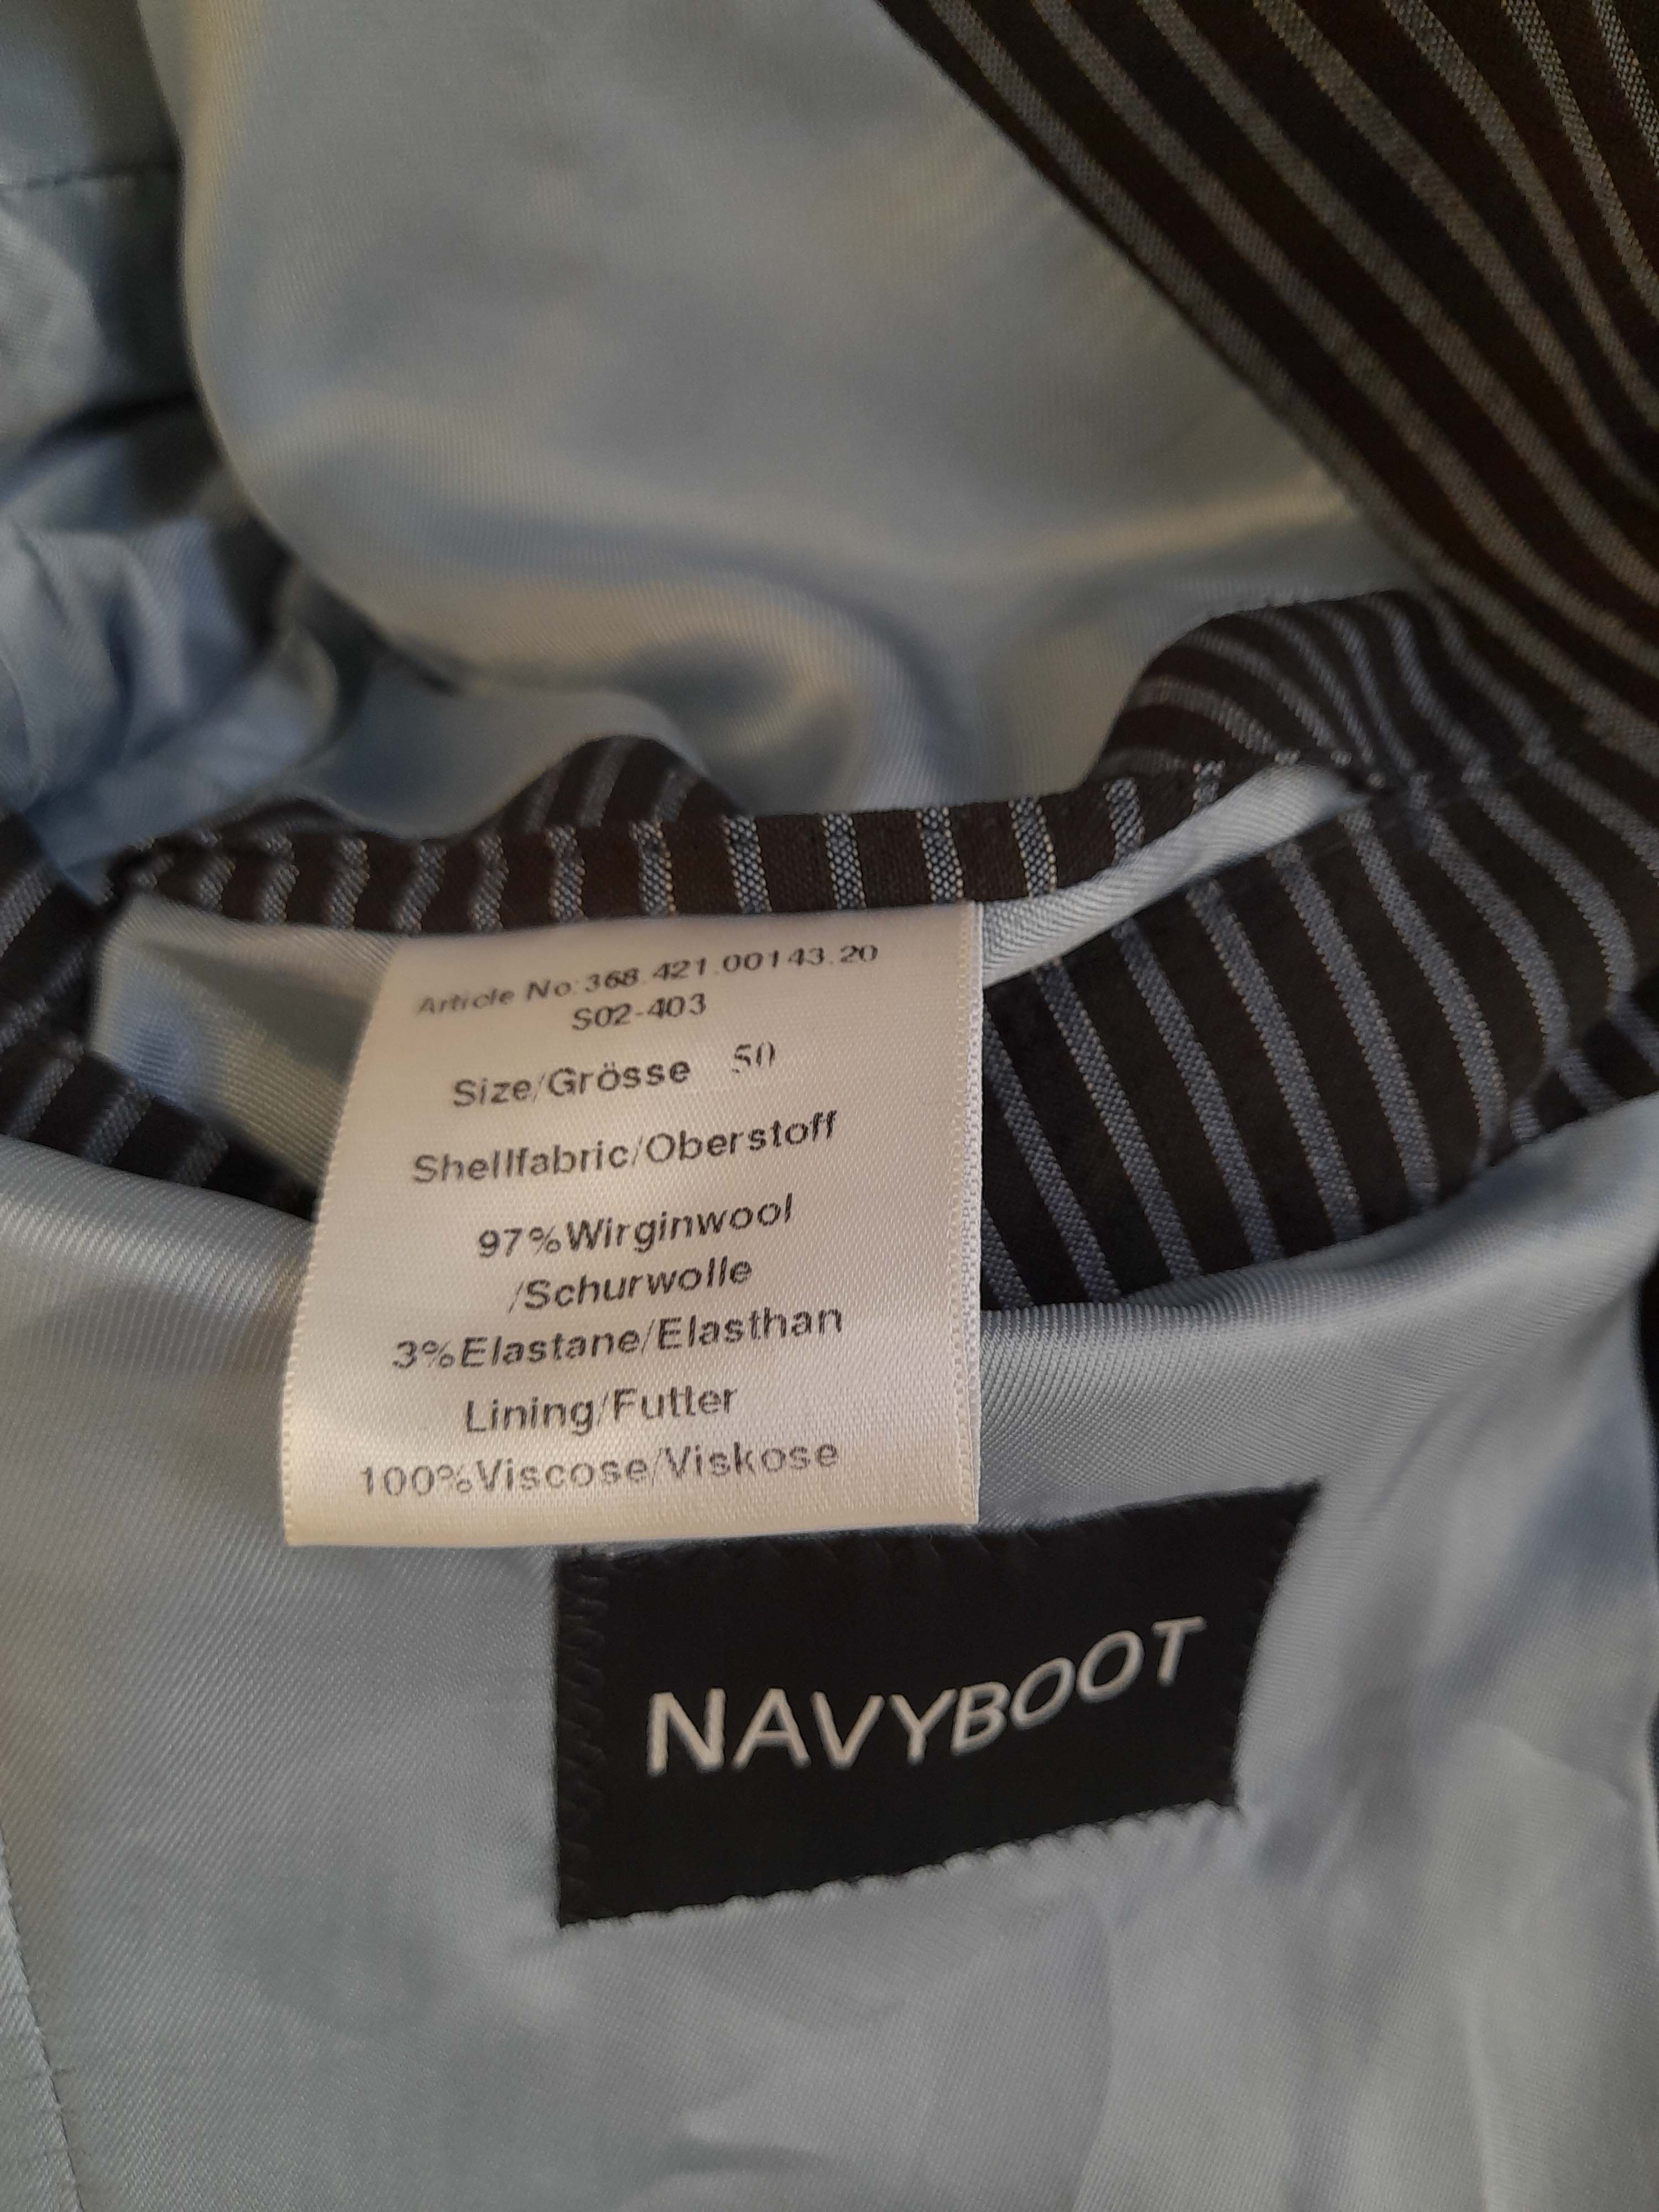 Article No:368.421.00143.20
S02-403
Size/Grösse 50
Shellfabric/Oberstoff
97%Wirginwool
/Schurwolle
3%Elastane/Elasthan
Lining/Futter
100%Viscose/Viskose
NAVYBOOT